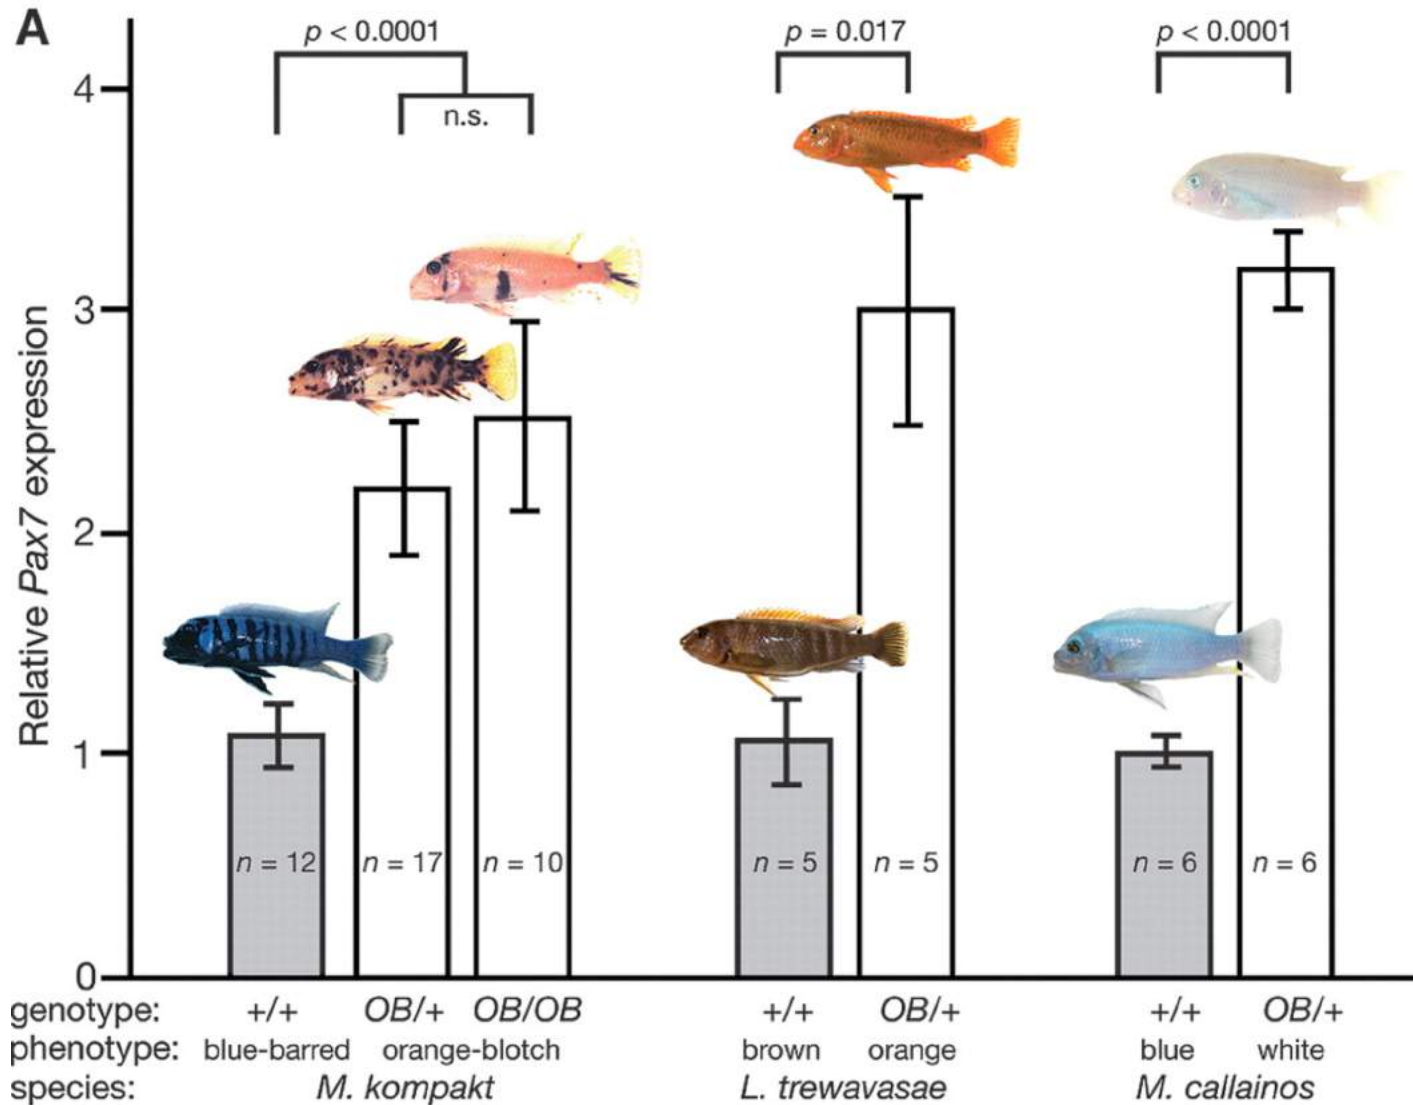 A
p < 0.0001
p = 0.017
p < 0.0001
n.s.
4
3
2
1
0
Relative Pax7 expression
n = 12
n = 17
n = 10
n = 5
n = 5
n = 6
n = 6
genotype: +/+ OB/+ OB/OB +/+ OB/+ +/+ OB/+
phenotype: blue-barred orange-blotch brown orange blue white
species: M. kompakt L. trewavasae M. callainos